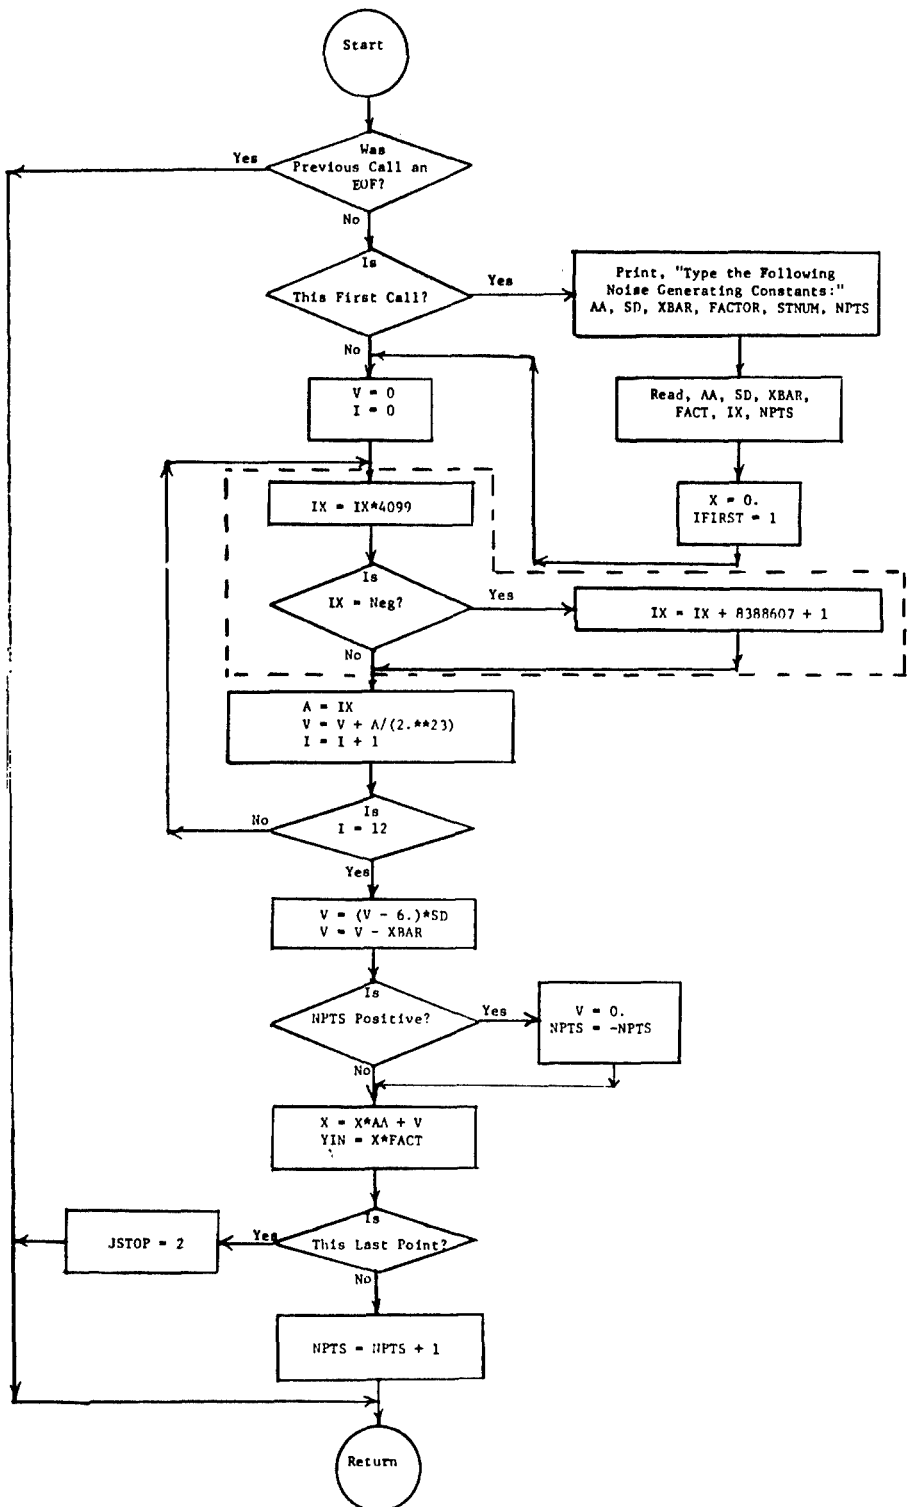 Start
Was
Previous Call an
EOF?
Yes
No
Is
This First Call?
Yes
No
Print, "Type the Following
Noise Generating Constants:"
AA, SD, XBAR, FACTOR, STNUM, NPTS
Read, AA, SD, XBAR,
FACT, IX, NPTS
X = 0.
IFIRST = 1
V = 0
I = 0
IX = IX*4099
Is
IX = Neg?
Yes
No
IX = IX + 8388607 + 1
A = IX
V = V + A/(2.**23)
I = I + 1
Is
I = 12
No
Yes
V = (V - 6.)*SD
V = V - XBAR
Is
NPTS Positive?
Yes
No
V = 0.
NPTS = -NPTS
X = X*AA + V
YIN = X*FACT
Is
This Last Point?
Yes
No
JSTOP = 2
NPTS = NPTS + 1
Return